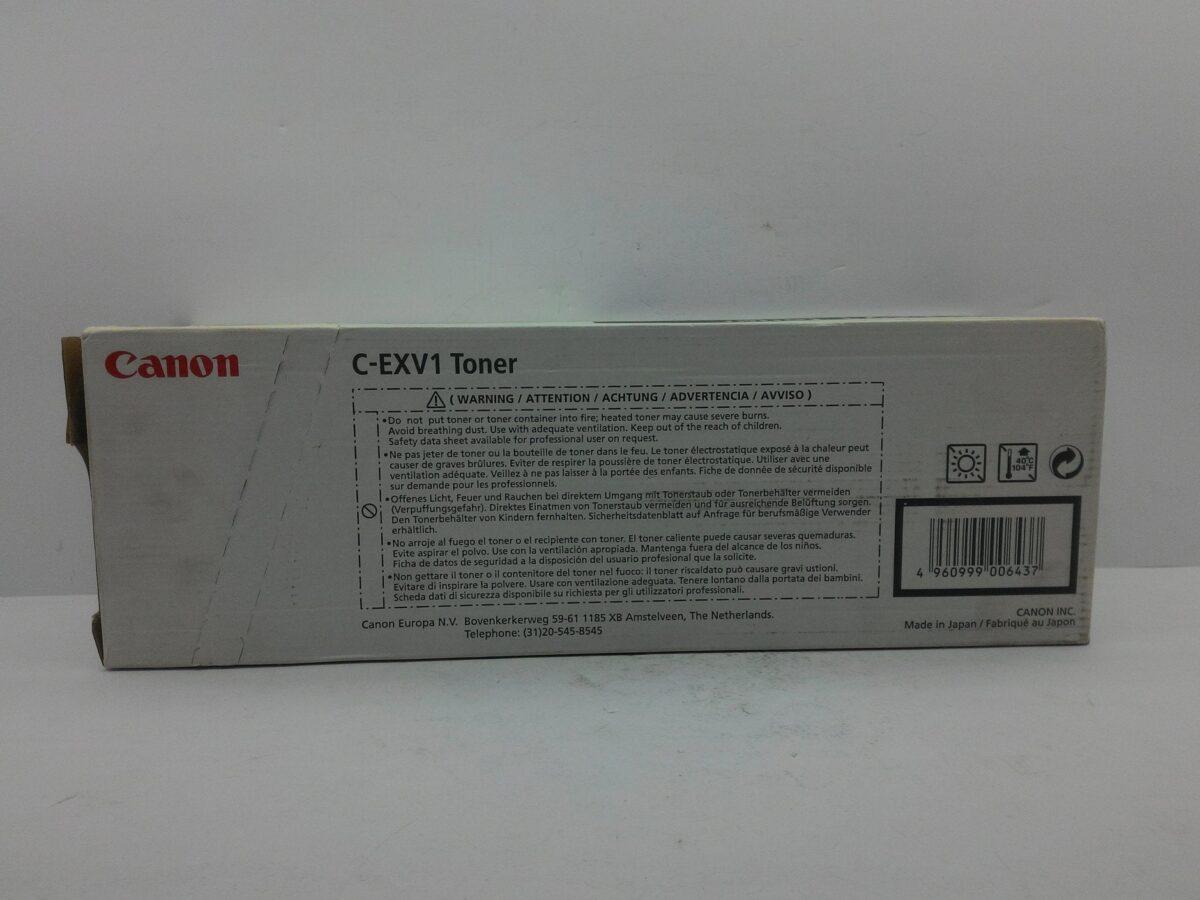 Canon
C-EXV1 Toner
( WARNING / ATTENTION / ACHTUNG / ADVERTENCIA / AVVISO )
•Do not put toner or toner container into fire; heated toner may cause severe burns.
Avoid breathing dust. Use with adequate ventilation. Keep out of the reach of children.
Safety data sheet available for professional user on request.
•Ne pas jeter de toner ou la bouteille de toner dans le feu. Le toner électrostatique exposé à la chaleur peut
causer de graves brûlures. Eviter de respirer la poussière de toner électrostatique. Utiliser avec une
ventilation adéquate. Veillez à ne pas laisser à la portée des enfants. Fiche de donnée de sécurité disponible
sur demande pour les professionnels.
•Offenes Licht, Feuer und Rauchen bei direktem Umgang mit Tonerstaub oder Tonerbehälter vermeiden
(Verpuffungsgefahr). Direktes Einatmen von Tonerstaub vermeiden und für ausreichende Belüftung sorgen.
Den Tonerbehälter von Kindern fernhalten. Sicherheitsdatenblatt auf Anfrage für berufsmäßige Verwender
erhältlich.
•No arroje al fuego el toner o el recipiente con toner. El toner caliente puede causar severas quemaduras.
Evite aspirar el polvo. Use con la ventilación apropiada. Mantenga fuera del alcance de los niños.
Ficha de datos de seguridad a la disposición del usuario profesional que la solicite.
•Non gettare il toner o il contenitore del toner nel fuoco: il toner riscaldato può causare gravi ustioni.
Evitare di inspirare la polvere. Usare con ventilazione adeguata. Tenere lontano dalla portata dei bambini.
Scheda dati di sicurezza disponibile su richiesta per gli utilizzatori professionali.
Canon Europa N.V. Bovenkerkerweg 59-61 1185 XB Amstelveen, The Netherlands.
Telephone: (31)20-545-8545
40°C
104°F
4 960999 006437
CANON INC.
Made in Japan / Fabriqué au Japon